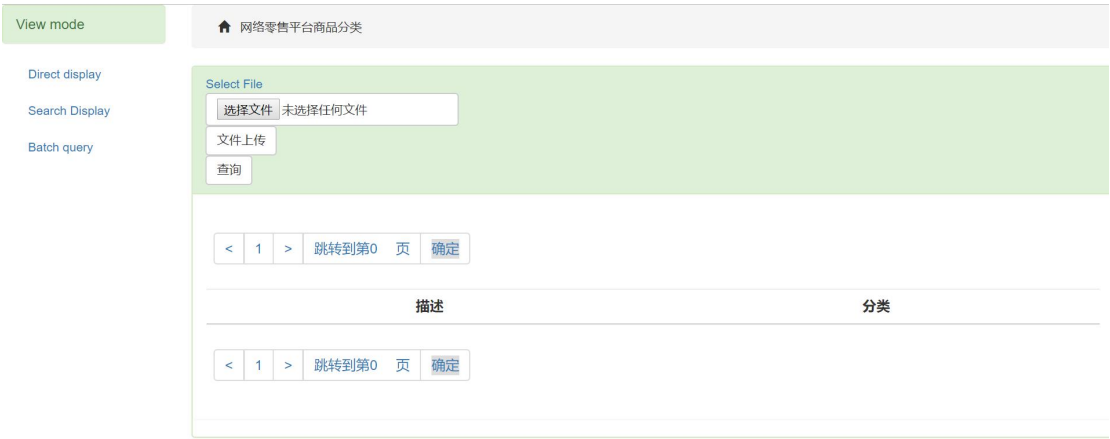 View mode
Direct display
Search Display
Batch query
网络零售平台商品分类
Select File
选择文件 未选择任何文件
文件上传
查询
< 1 > 跳转到第0 页 确定
描述 分类
< 1 > 跳转到第0 页 确定